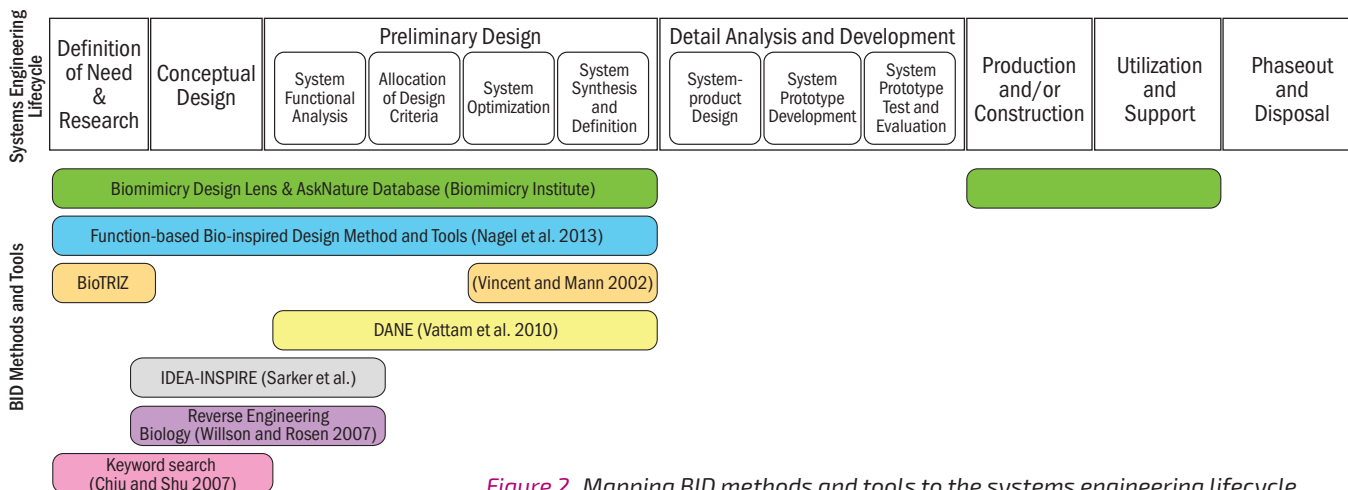 Systems Engineering
Lifecycle
Definition
of Need
&
Research
Conceptual
Design
Preliminary Design
System
Functional
Analysis
Allocation
of Design
Criteria
System
Optimization
System
Synthesis
and
Definition
Detail Analysis and Development
System-
product
Design
System
Prototype
Development
System
Prototype
Test and
Evaluation
Production
and/or
Construction
Utilization
and
Support
Phaseout
and
Disposal
BID Methods and Tools
Biomimicry Design Lens & AskNature Database (Biomimicry Institute)
Function-based Bio-inspired Design Method and Tools (Nagel et al. 2013)
BioTRIZ
(Vincent and Mann 2002)
DANE (Vattam et al. 2010)
IDEA-INSPIRE (Sarker et al.)
Reverse Engineering
Biology (Willson and Rosen 2007)
Keyword search
(Chiu and Shu 2007)
Figure 2. Mapping BID methods and tools to the systems engineering lifecycle